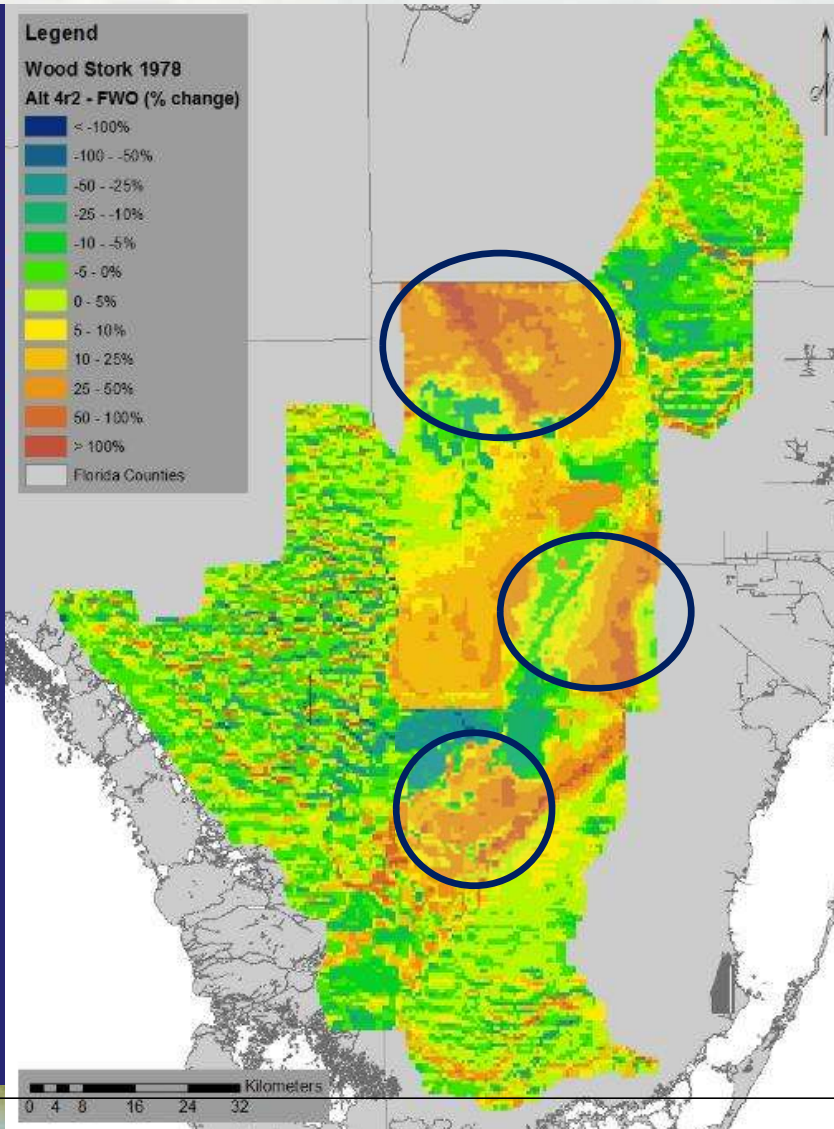 Legend
Wood Stork 1978
Alt 4r2 - FWO (% change)
< -100%
-100 - -50%
-50 - -25%
-25 - -10%
-10 - -5%
-5 - 0%
0 - 5%
5 - 10%
10 - 25%
25 - 50%
50 - 100%
> 100%
Florida Counties
Kilometers
0 4 8 16 24 32